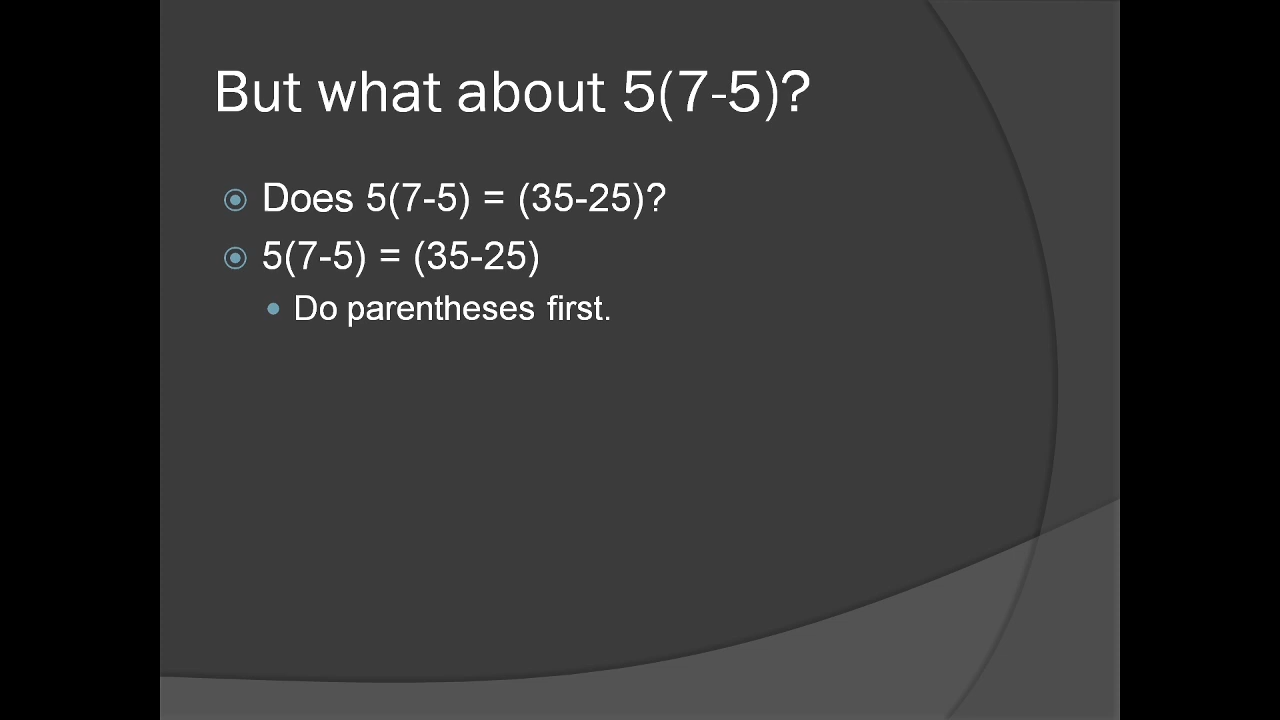 But what about 5(7-5)?
Does 5(7-5) = (35-25)?
5(7-5) = (35-25)
Do parentheses first.